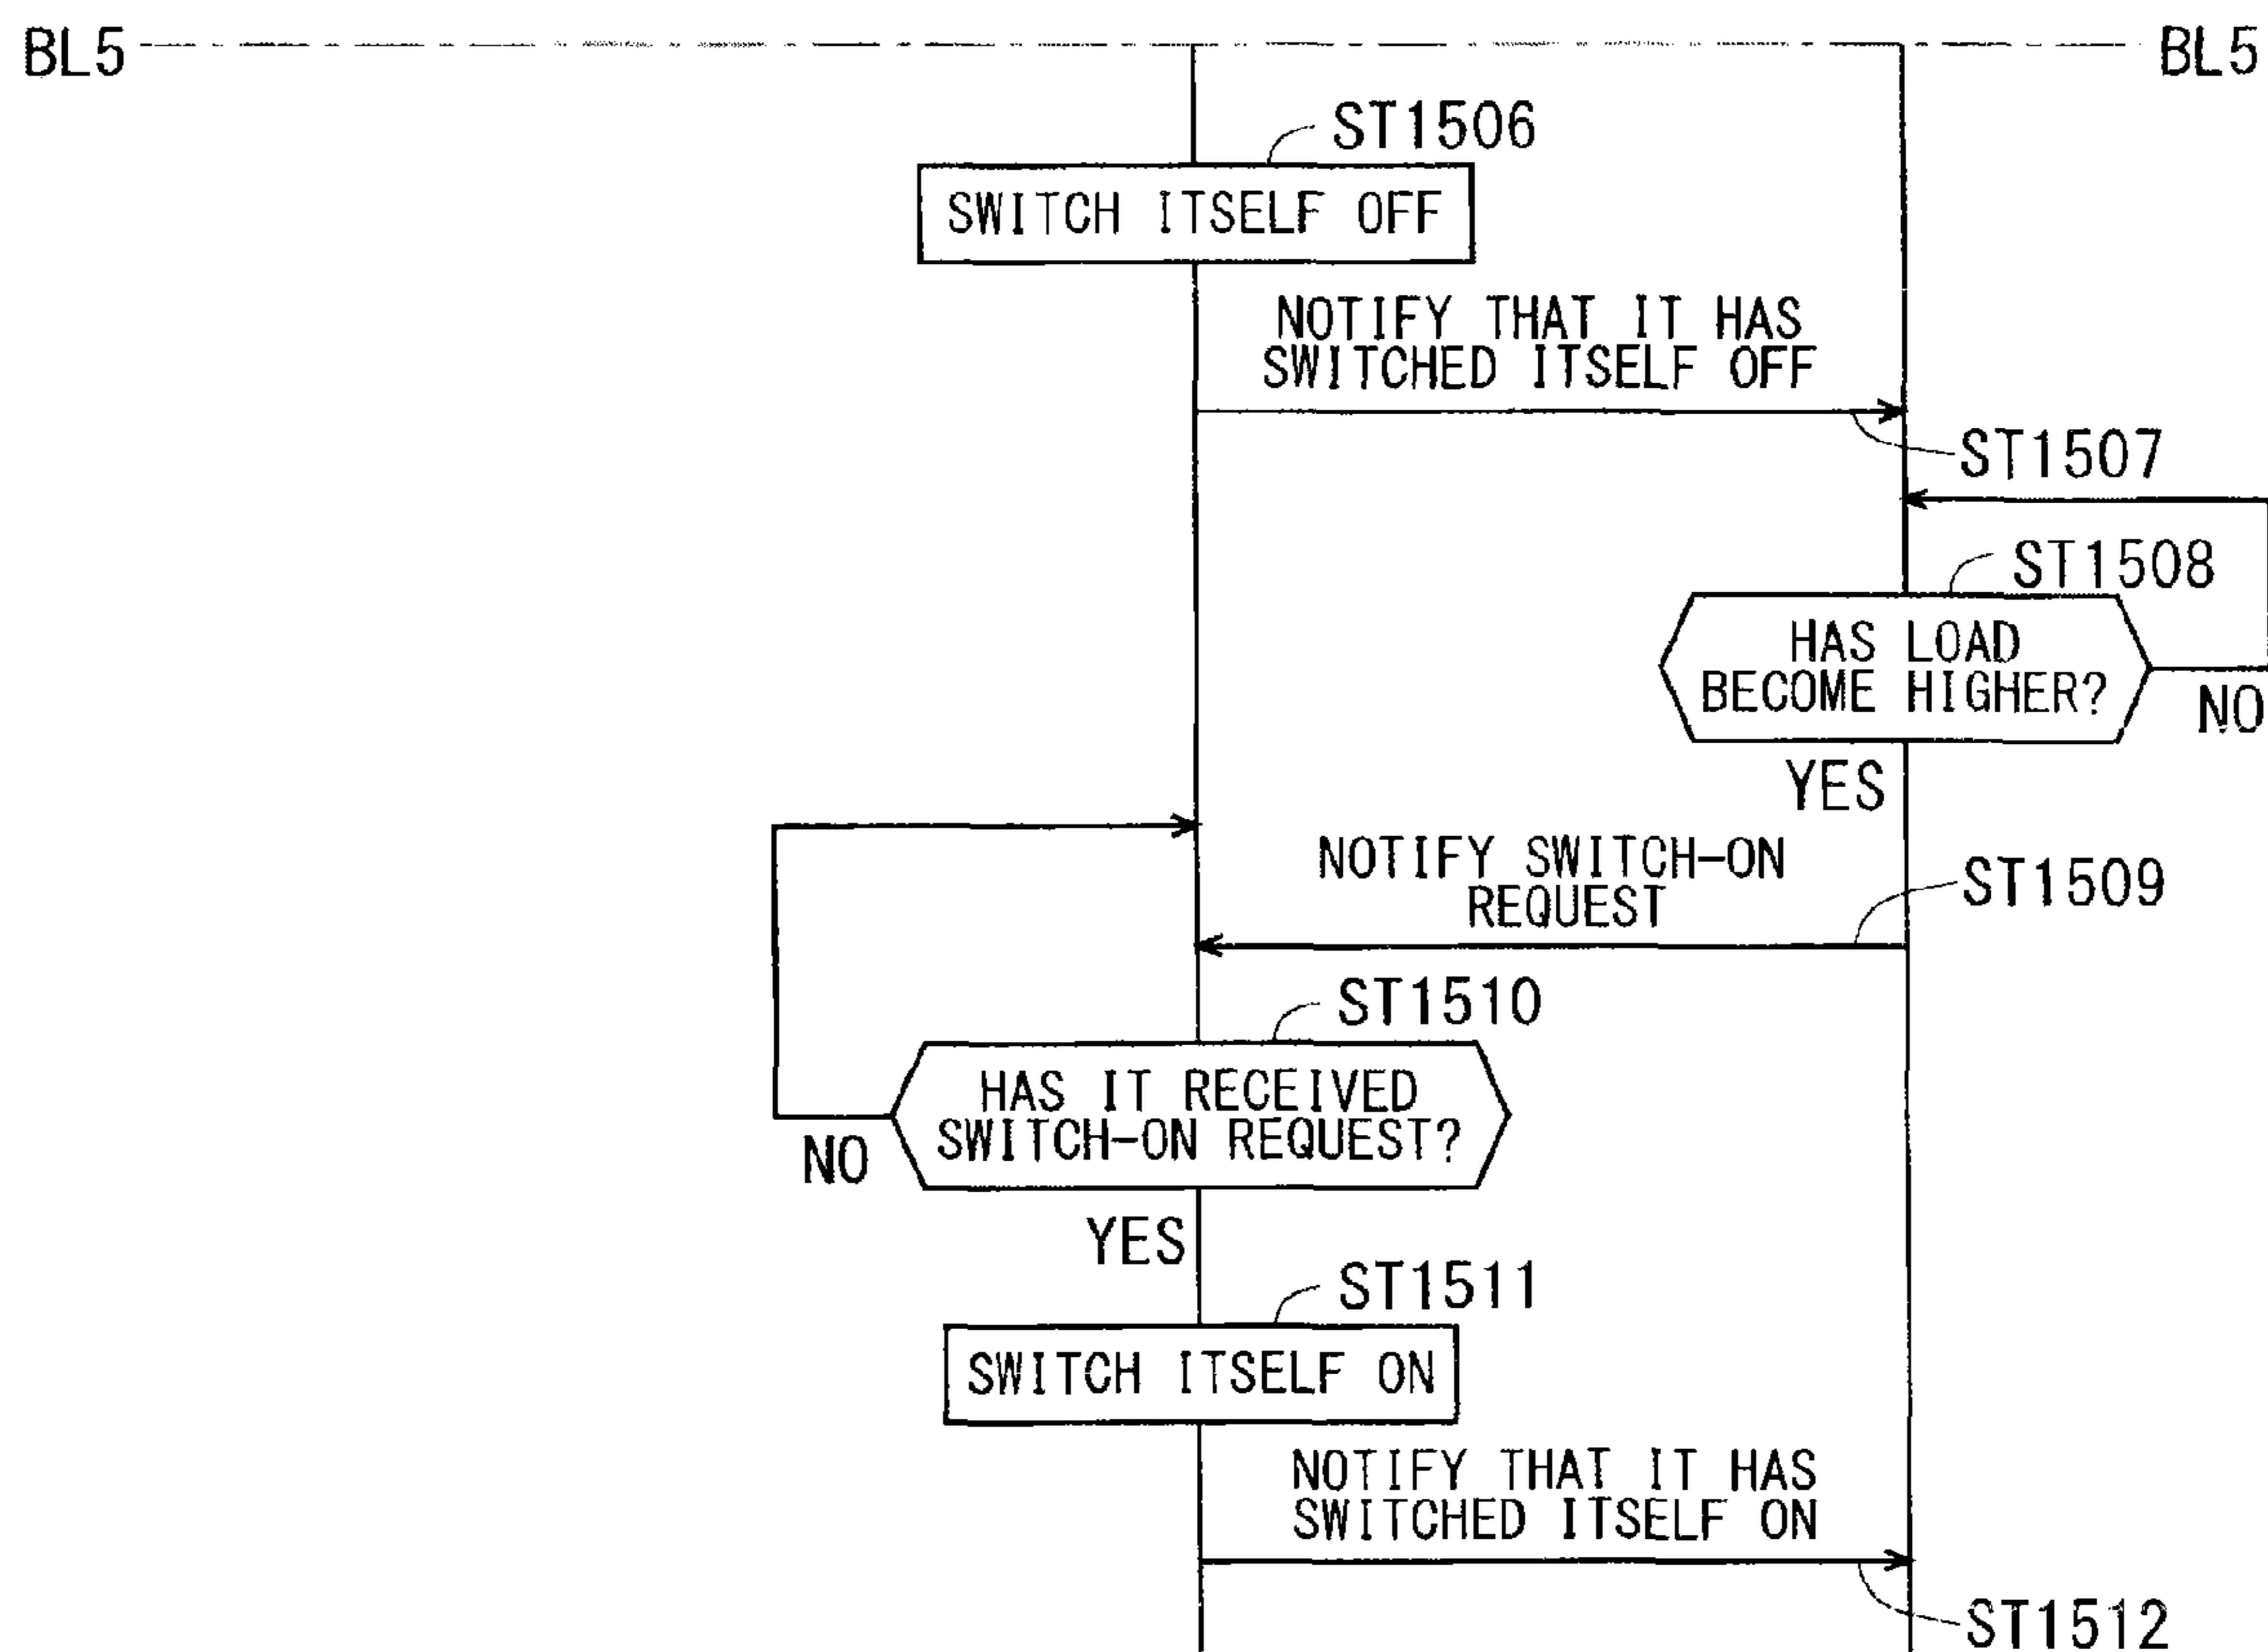 BL5
BL5
ST1506
SWITCH ITSELF OFF
NOTIFY THAT IT HAS
SWITCHED ITSELF OFF
ST1507
ST1508
HAS LOAD
BECOME HIGHER?
NO
YES
NOTIFY SWITCH-ON
REQUEST
ST1509
ST1510
HAS IT RECEIVED
SWITCH-ON REQUEST?
NO
YES
ST1511
SWITCH ITSELF ON
NOTIFY THAT IT HAS
SWITCHED ITSELF ON
ST1512